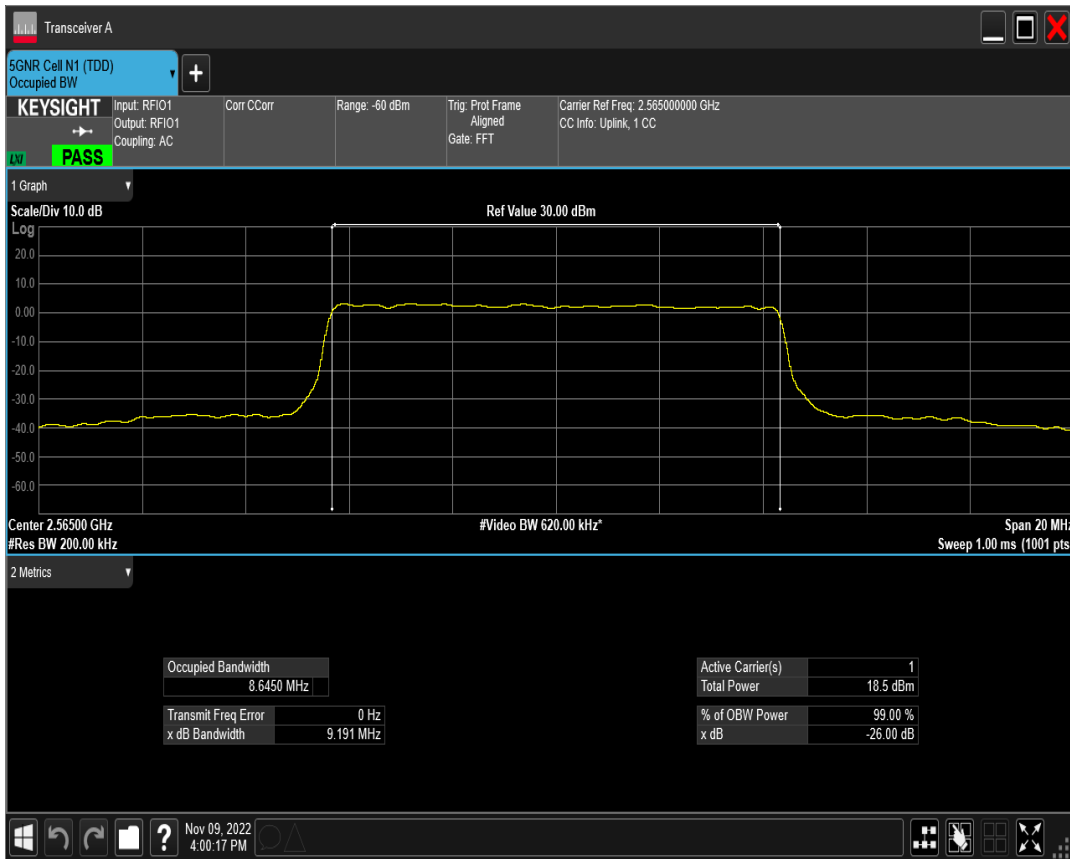 Transceiver A
5GNR Cell N1 (TDD)
Occupied BW
+
KEYSIGHT
LXI
PASS
Input: RFIO1
Output: RFIO1
Coupling: AC
Corr CCorr
Range: -60 dBm
Trig: Prot Frame
Aligned
Gate: FFT
Carrier Ref Freq: 2.565000000 GHz
CC Info: Uplink, 1 CC
1 Graph
Scale/Div 10.0 dB
Ref Value 30.00 dBm
Log
20.0
10.0
0.00
-10.0
-20.0
-30.0
-40.0
-50.0
-60.0
Center 2.56500 GHz
#Video BW 620.00 kHz*
Span 20 MHz
#Res BW 200.00 kHz
Sweep 1.00 ms (1001 pts
2 Metrics
Occupied Bandwidth
8.6450 MHz
Transmit Freq Error 0 Hz
x dB Bandwidth 9.191 MHz
Active Carrier(s) 1
Total Power 18.5 dBm
% of OBW Power 99.00 %
x dB -26.00 dB
?
Nov 09, 2022
4:00:17 PM